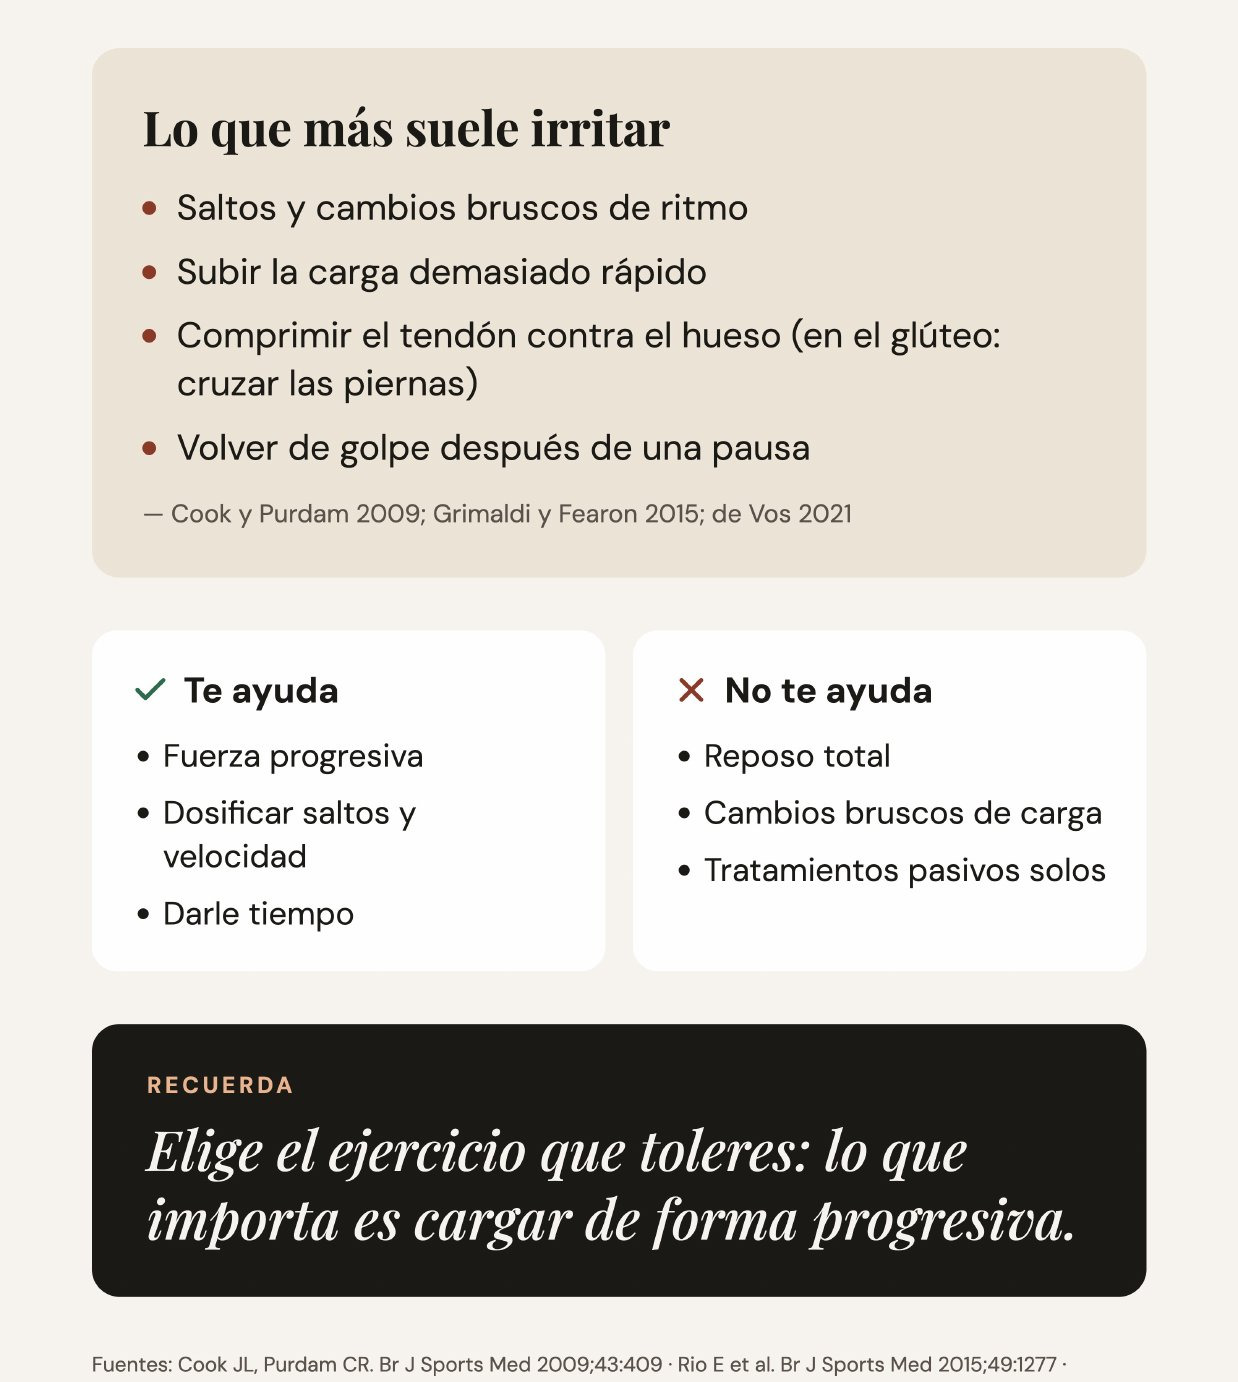 Lo que más suele irritar
• Saltos y cambios bruscos de ritmo
• Subir la carga demasiado rápido
• Comprimir el tendón contra el hueso (en el glúteo:
cruzar las piernas)
• Volver de golpe después de una pausa
— Cook y Purdam 2009; Grimaldi y Fearon 2015; de Vos 2021
✓ Te ayuda
• Fuerza progresiva
• Dosificar saltos y
velocidad
• Darle tiempo
✕ No te ayuda
• Reposo total
• Cambios bruscos de carga
• Tratamientos pasivos solos
RECUERDA
Elige el ejercicio que toleres: lo que
importa es cargar de forma progresiva.
Fuentes: Cook JL, Purdam CR. Br J Sports Med 2009;43:409 · Rio E et al. Br J Sports Med 2015;49:1277 ·